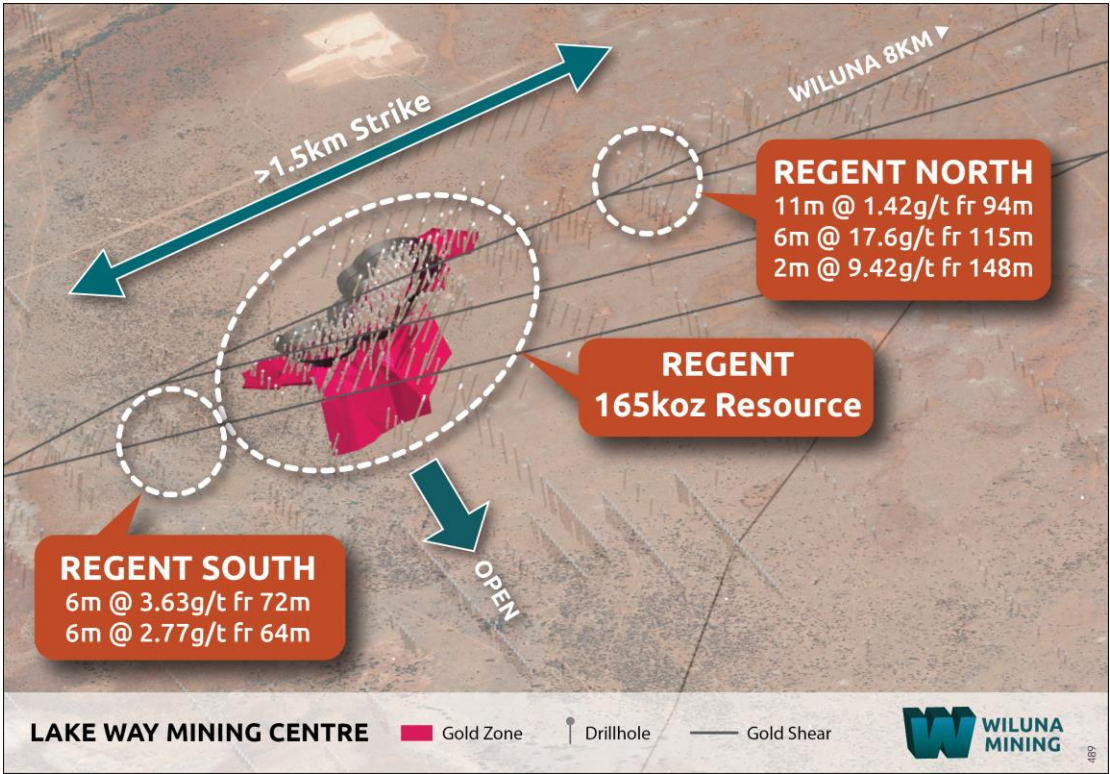 >1.5km Strike
WILUNA 8KM
REGENT NORTH
11m @ 1.42g/t fr 94m
6m @ 17.6g/t fr 115m
2m @ 9.42g/t fr 148m
REGENT
165koz Resource
REGENT SOUTH
6m @ 3.63g/t fr 72m
6m @ 2.77g/t fr 64m
OPEN
LAKE WAY MINING CENTRE
Gold Zone
Drillhole
Gold Shear
WILUNA
MINING
489